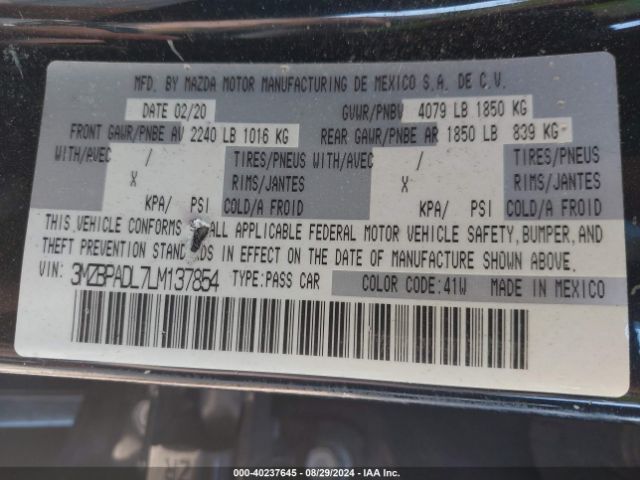 MFD. BY MAZDA MOTOR MANUFACTURING DE MEXICO S.A. DE C.V.
DATE 02/20 GVWR/PNBV 4079 LB 1850 KG
FRONT GAWR/PNBE AV 2240 LB 1016 KG REAR GAWR/PNBE AR 1850 LB 839 KG
WITH/AVEC / TIRES/PNEUS WITH/AVEC / TIRES/PNEUS
X RIMS/JANTES X RIMS/JANTES
KPA/ PSI COLD/A FROID KPA/ PSI COLD/A FROID
THIS VEHICLE CONFORMS ALL APPLICABLE FEDERAL MOTOR VEHICLE SAFETY, BUMPER, AND
THEFT PREVENTION STANDARDS IN EFFECT ON THE DATE OF MANUFACTURE SHOWN ABOVE.
VIN: 3MZBPADL7LM137854 TYPE:PASS CAR COLOR CODE:41W MADE IN MEXICO
000-40237645 - 08/29/2024 - IAA Inc.